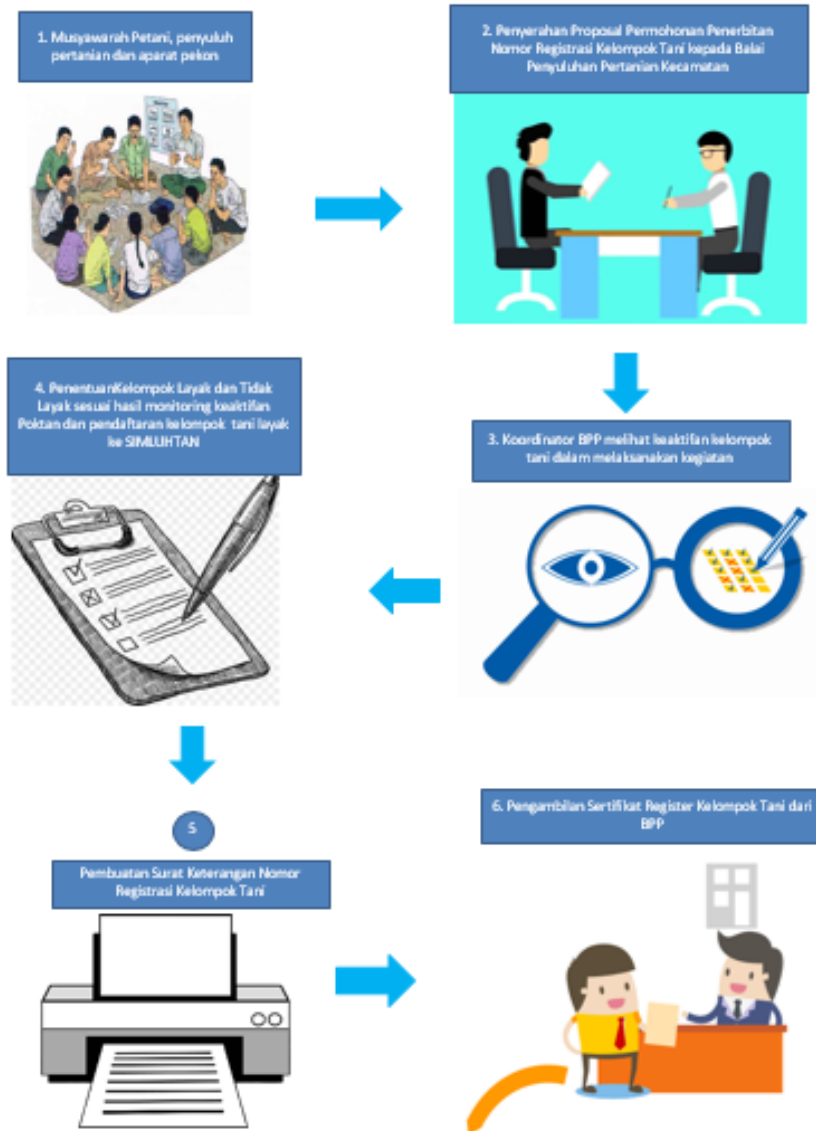 1. Musyawarah Petani, penyuluh
pertanian dan aparat pekon
2. Penyerahan Proposal Permohonan Penerbitan
Nomor Registrasi Kelompok Tani kepada Balai
Penyuluhan Pertanian Kecamatan
3. Koordinator BPP melihat keaktifan kelompok
tani dalam melaksanakan kegiatan
4. PenentuanKelompok Layak dan Tidak
Layak sesuai hasil monitoring keaktifan
Poktan dan pendaftaran kelompok tani layak
ke SIMLUHTAN
5
Pembuatan Surat Keterangan Nomor
Registrasi Kelompok Tani
6. Pengambilan Sertifikat Register Kelompok Tani dari
BPP